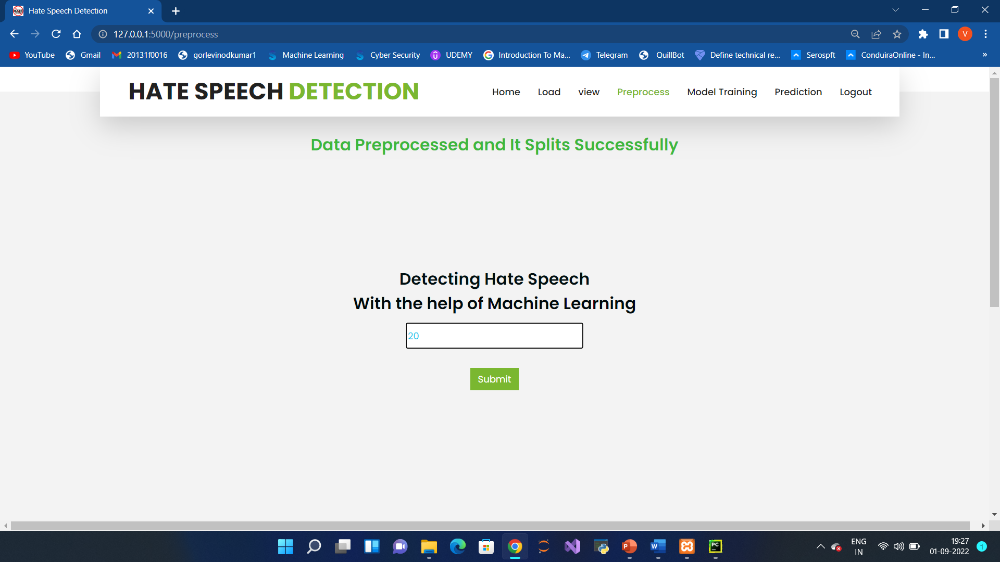 Hate Speech Detection
127.0.0.1:5000/preprocess
V
YouTube Gmail 20131f0016 gorlevinodkumar1 Machine Learning Cyber Security UDEMY Introduction To Ma... Telegram QuillBot Define technical re... Serospft ConduiraOnline - In... »
HATE SPEECH DETECTION
Home Load view Preprocess Model Training Prediction Logout
Data Preprocessed and It Splits Successfully
Detecting Hate Speech
With the help of Machine Learning
20
Submit
ENG
IN
19:27
01-09-2022
1